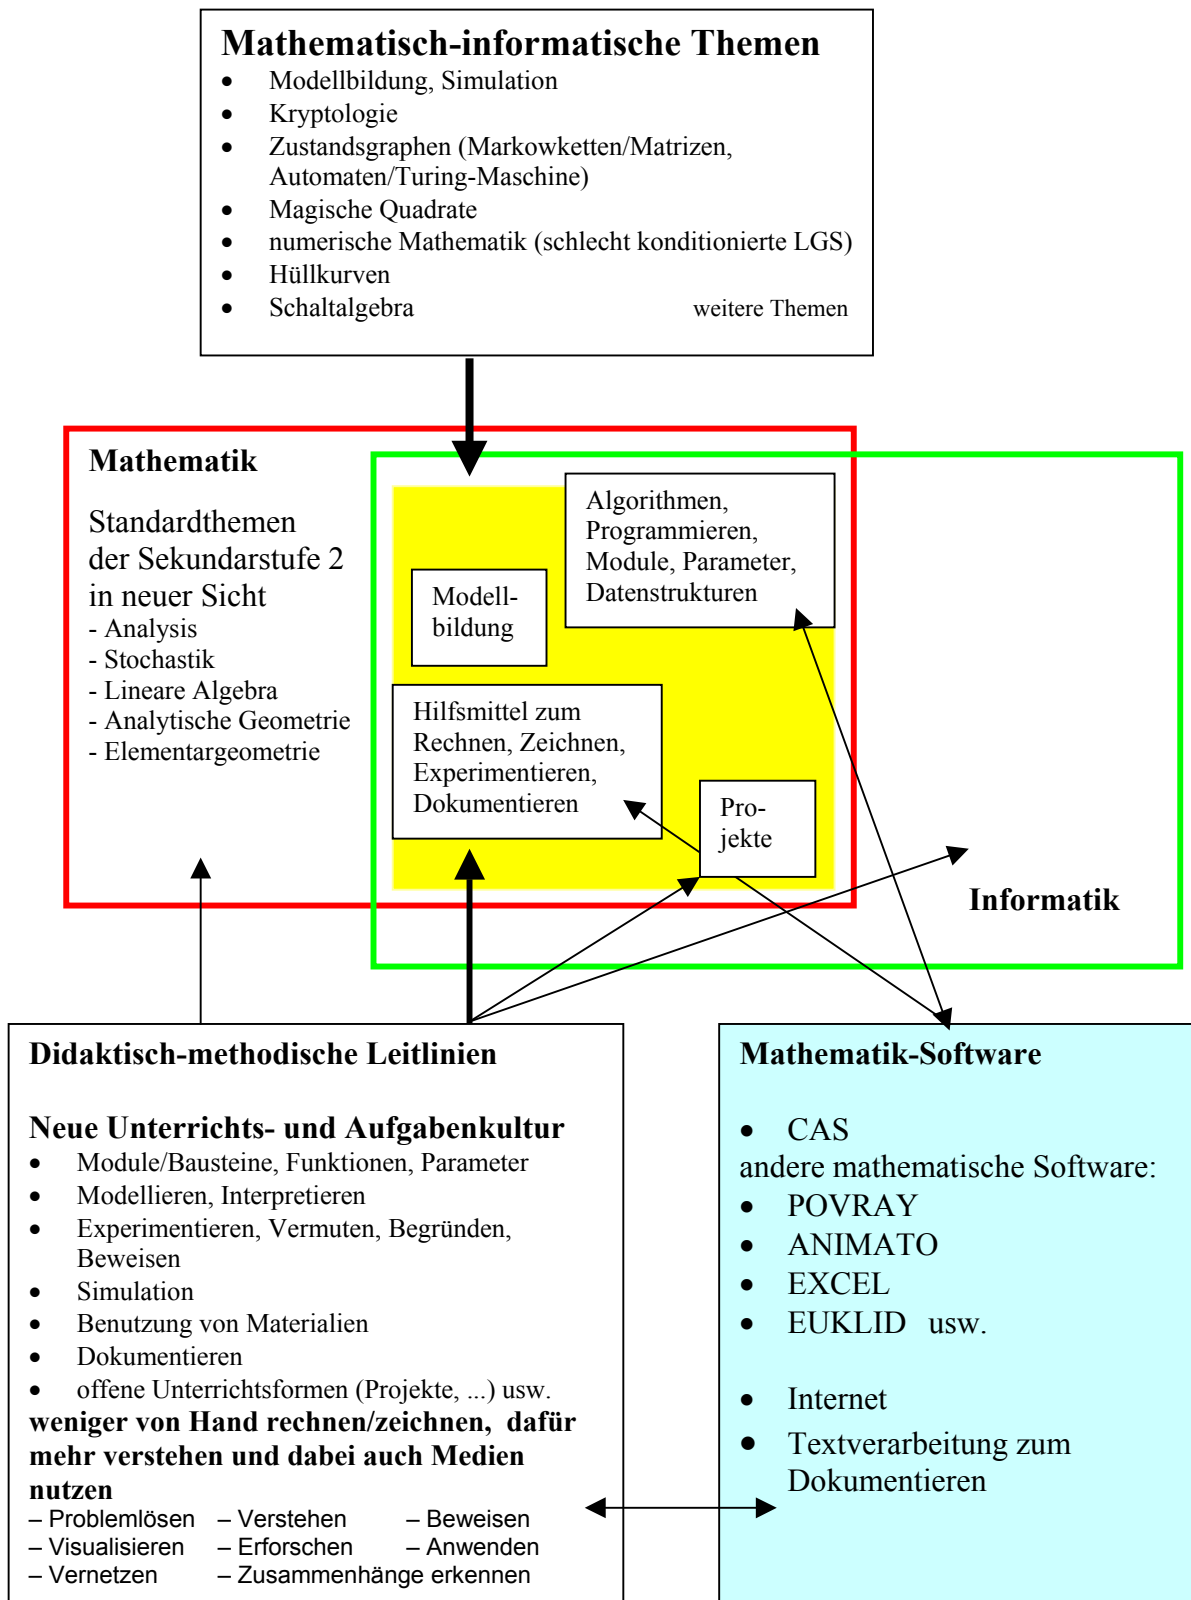 Mathematisch-informatische Themen
• Modellbildung, Simulation
• Kryptologie
• Zustandsgraphen (Markowketten/Matrizen,
Automaten/Turing-Maschine)
• Magische Quadrate
• numerische Mathematik (schlecht konditionierte LGS)
• Hüllkurven
• Schaltalgebra weitere Themen
Mathematik
Standardthemen
der Sekundarstufe 2
in neuer Sicht
- Analysis
- Stochastik
- Lineare Algebra
- Analytische Geometrie
- Elementargeometrie
Algorithmen,
Programmieren,
Module, Parameter,
Datenstrukturen
Modell-
bildung
Hilfsmittel zum
Rechnen, Zeichnen,
Experimentieren,
Dokumentieren
Pro-
jekte
Informatik
Didaktisch-methodische Leitlinien
Neue Unterrichts- und Aufgabenkultur
• Module/Bausteine, Funktionen, Parameter
• Modellieren, Interpretieren
• Experimentieren, Vermuten, Begründen,
Beweisen
• Simulation
• Benutzung von Materialien
• Dokumentieren
• offene Unterrichtsformen (Projekte, ...) usw.
weniger von Hand rechnen/zeichnen, dafür
mehr verstehen und dabei auch Medien
nutzen
– Problemlösen – Verstehen – Beweisen
– Visualisieren – Erforschen – Anwenden
– Vernetzen – Zusammenhänge erkennen
Mathematik-Software
• CAS
andere mathematische Software:
• POVRAY
• ANIMATO
• EXCEL
• EUKLID usw.
• Internet
• Textverarbeitung zum
Dokumentieren